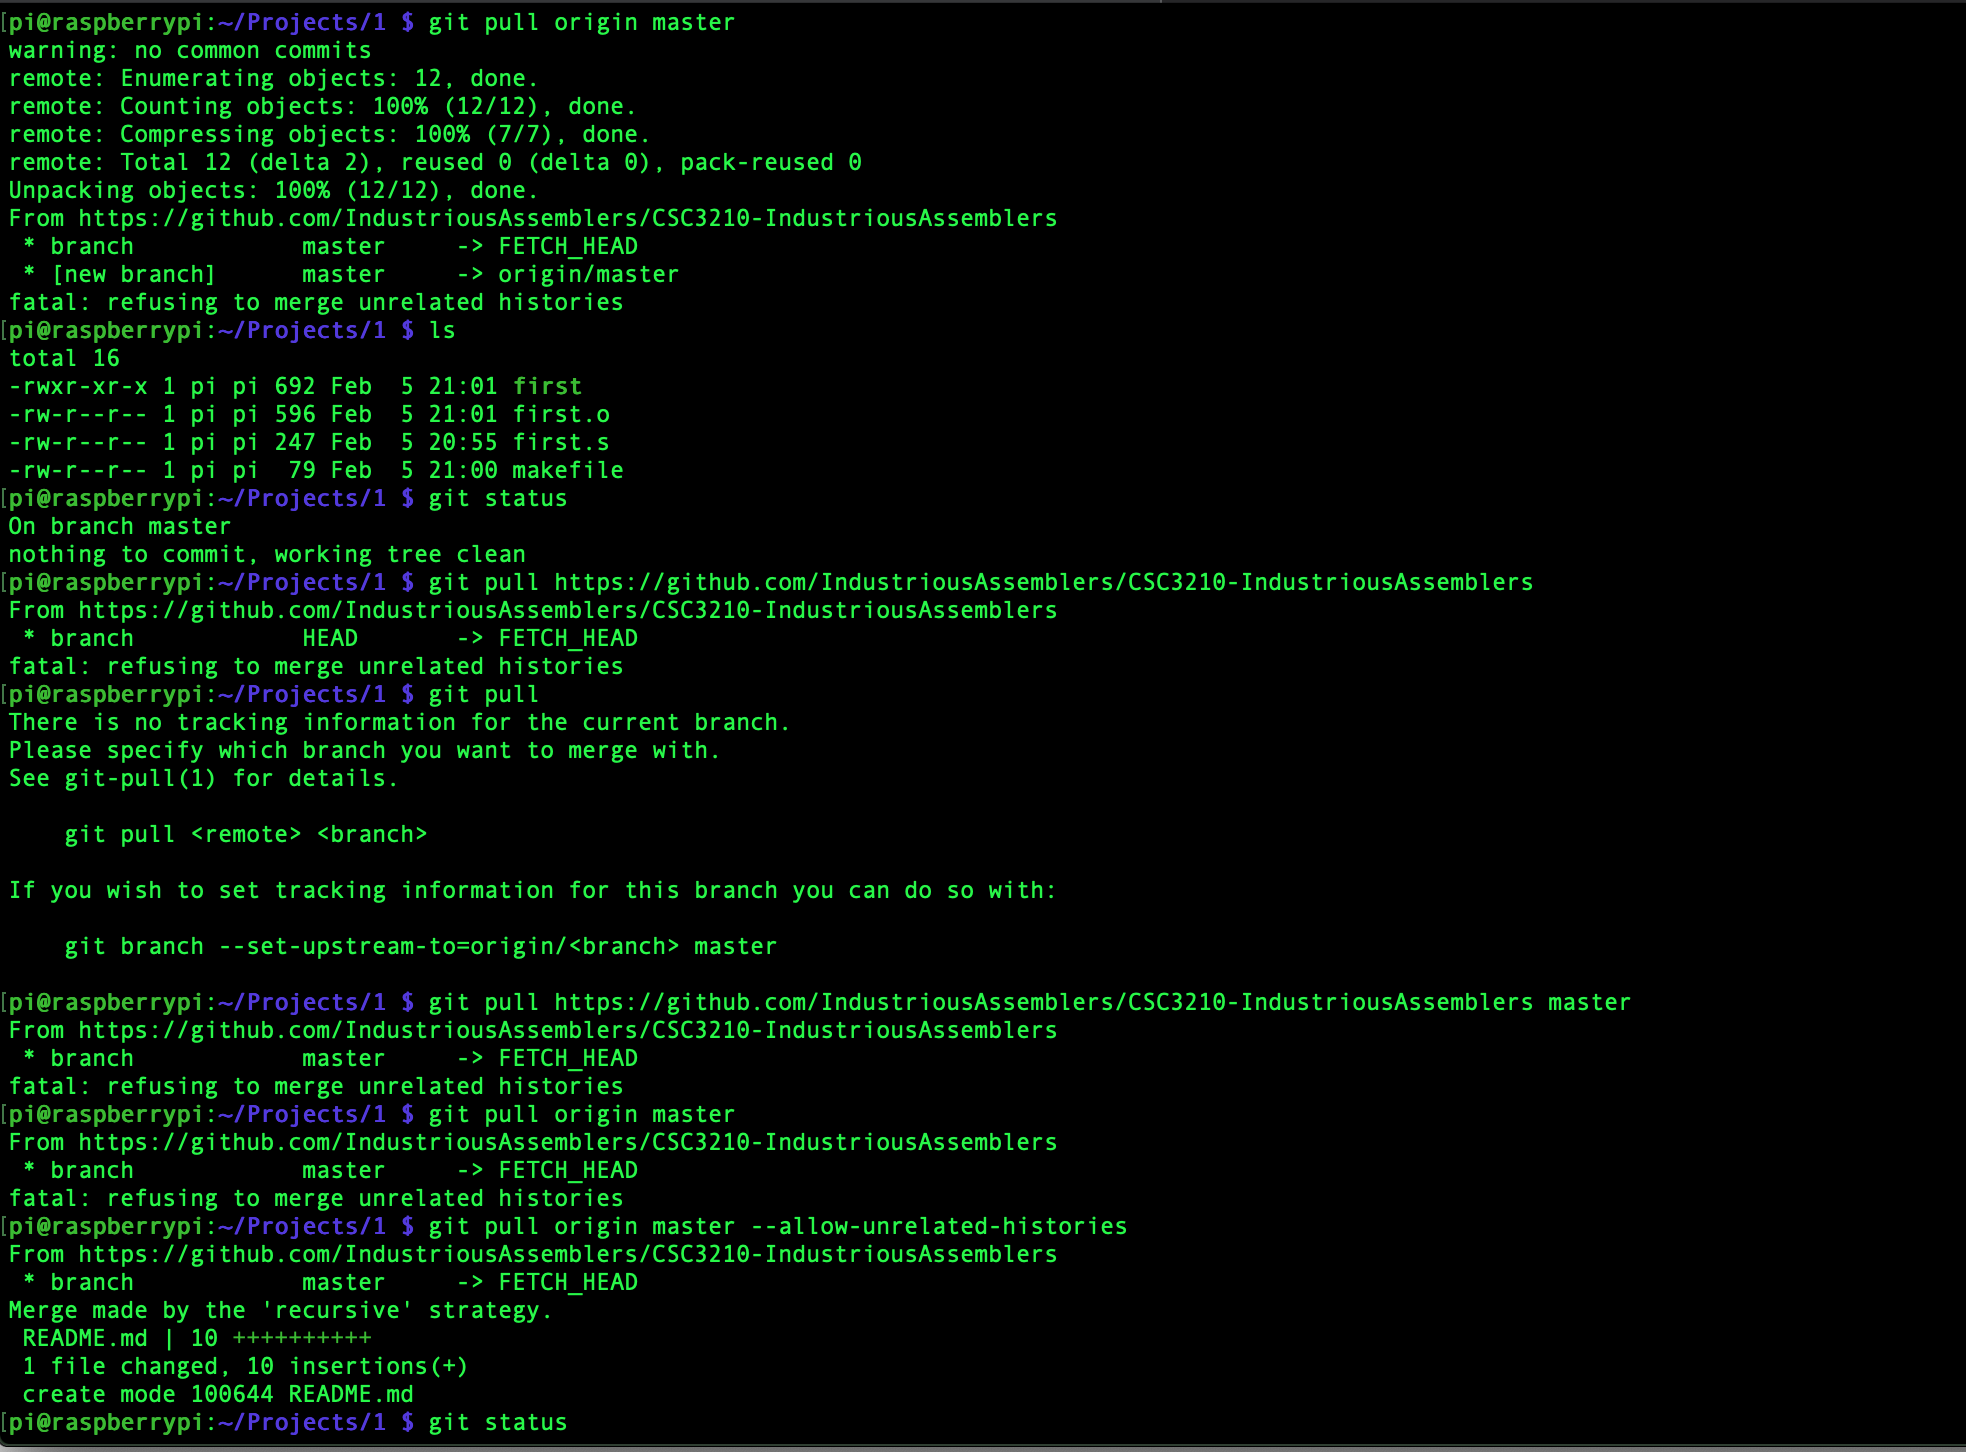 [pi@raspberrypi:~/Projects/1 $ git pull origin master
warning: no common commits
remote: Enumerating objects: 12, done.
remote: Counting objects: 100% (12/12), done.
remote: Compressing objects: 100% (7/7), done.
remote: Total 12 (delta 2), reused 0 (delta 0), pack-reused 0
Unpacking objects: 100% (12/12), done.
From https://github.com/IndustriousAssemblers/CSC3210-IndustriousAssemblers
 * branch            master     -> FETCH_HEAD
 * [new branch]      master     -> origin/master
fatal: refusing to merge unrelated histories
[pi@raspberrypi:~/Projects/1 $ ls
total 16
-rwxr-xr-x 1 pi pi 692 Feb  5 21:01 first
-rw-r--r-- 1 pi pi 596 Feb  5 21:01 first.o
-rw-r--r-- 1 pi pi 247 Feb  5 20:55 first.s
-rw-r--r-- 1 pi pi  79 Feb  5 21:00 makefile
[pi@raspberrypi:~/Projects/1 $ git status
On branch master
nothing to commit, working tree clean
[pi@raspberrypi:~/Projects/1 $ git pull https://github.com/IndustriousAssemblers/CSC3210-IndustriousAssemblers
From https://github.com/IndustriousAssemblers/CSC3210-IndustriousAssemblers
 * branch            HEAD       -> FETCH_HEAD
fatal: refusing to merge unrelated histories
[pi@raspberrypi:~/Projects/1 $ git pull
There is no tracking information for the current branch.
Please specify which branch you want to merge with.
See git-pull(1) for details.

    git pull <remote> <branch>

If you wish to set tracking information for this branch you can do so with:

    git branch --set-upstream-to=origin/<branch> master

[pi@raspberrypi:~/Projects/1 $ git pull https://github.com/IndustriousAssemblers/CSC3210-IndustriousAssemblers master
From https://github.com/IndustriousAssemblers/CSC3210-IndustriousAssemblers
 * branch            master     -> FETCH_HEAD
fatal: refusing to merge unrelated histories
[pi@raspberrypi:~/Projects/1 $ git pull origin master
From https://github.com/IndustriousAssemblers/CSC3210-IndustriousAssemblers
 * branch            master     -> FETCH_HEAD
fatal: refusing to merge unrelated histories
[pi@raspberrypi:~/Projects/1 $ git pull origin master --allow-unrelated-histories
From https://github.com/IndustriousAssemblers/CSC3210-IndustriousAssemblers
 * branch            master     -> FETCH_HEAD
Merge made by the 'recursive' strategy.
 README.md | 10 ++++++++++
 1 file changed, 10 insertions(+)
 create mode 100644 README.md
[pi@raspberrypi:~/Projects/1 $ git status